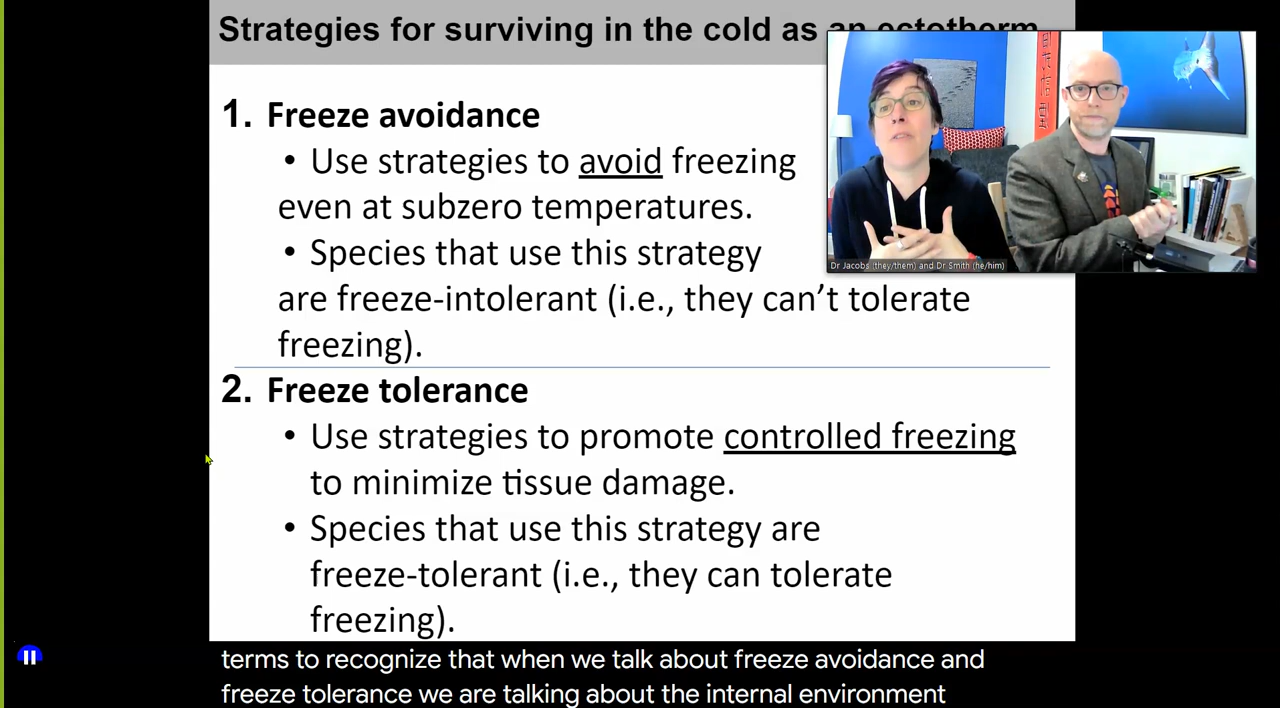 Strategies for surviving in the cold as an ectotherm
1. Freeze avoidance
• Use strategies to avoid freezing
even at subzero temperatures.
• Species that use this strategy
are freeze-intolerant (i.e., they can’t tolerate
freezing).
2. Freeze tolerance
• Use strategies to promote controlled freezing
to minimize tissue damage.
• Species that use this strategy are
freeze-tolerant (i.e., they can tolerate
freezing).
Dr Jacobs (they/them) and Dr Smith (he/him)
terms to recognize that when we talk about freeze avoidance and
freeze tolerance we are talking about the internal environment